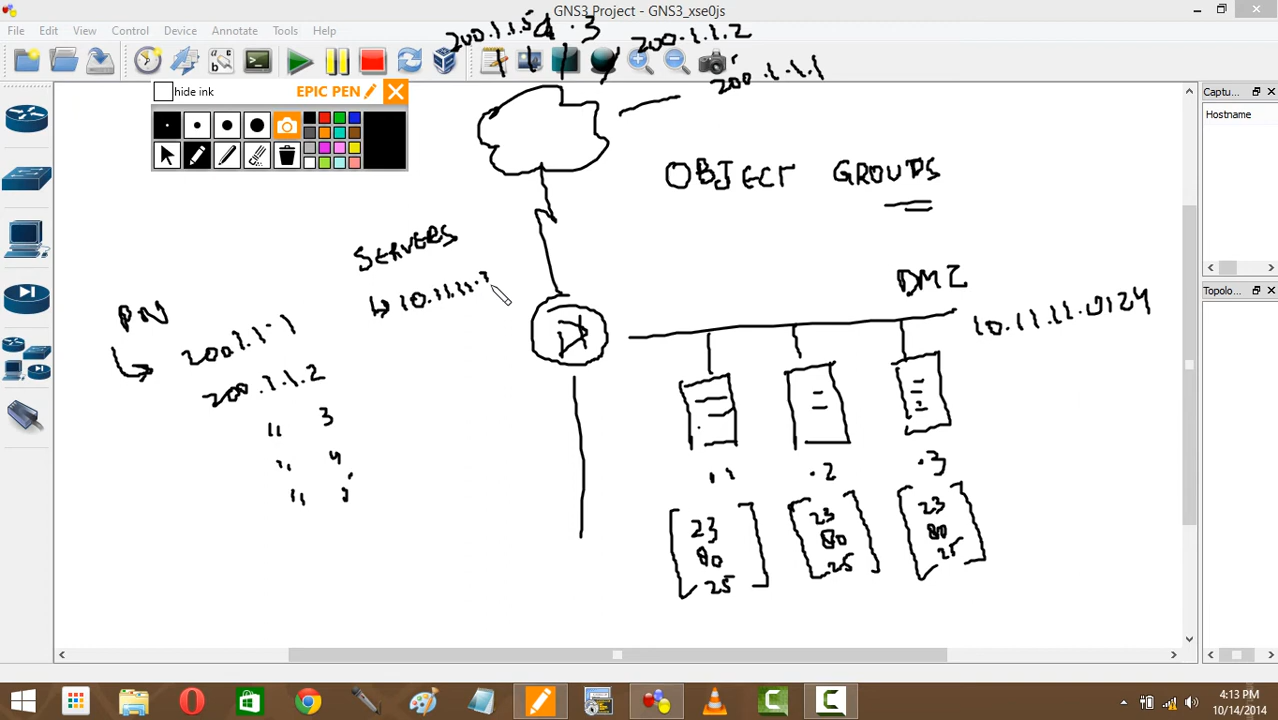 GNS3 Project - GNS3_xse0js
File Edit View Control Device Annotate Tools Help
hide ink
EPIC PEN
Captu...
Hostname
Topolo...
200.1.1.5
.3
200.1.1.2
200.1.1.1
OBJECT GROUPS
SERVERS
10.11.11.
DMZ
10.11.11.0/24
200.1.1.1
200.1.1.2
" 3
" 4
"
.1 .2 .3
23 23 23
80 80 80
25 25 25
4:13 PM
10/14/2014